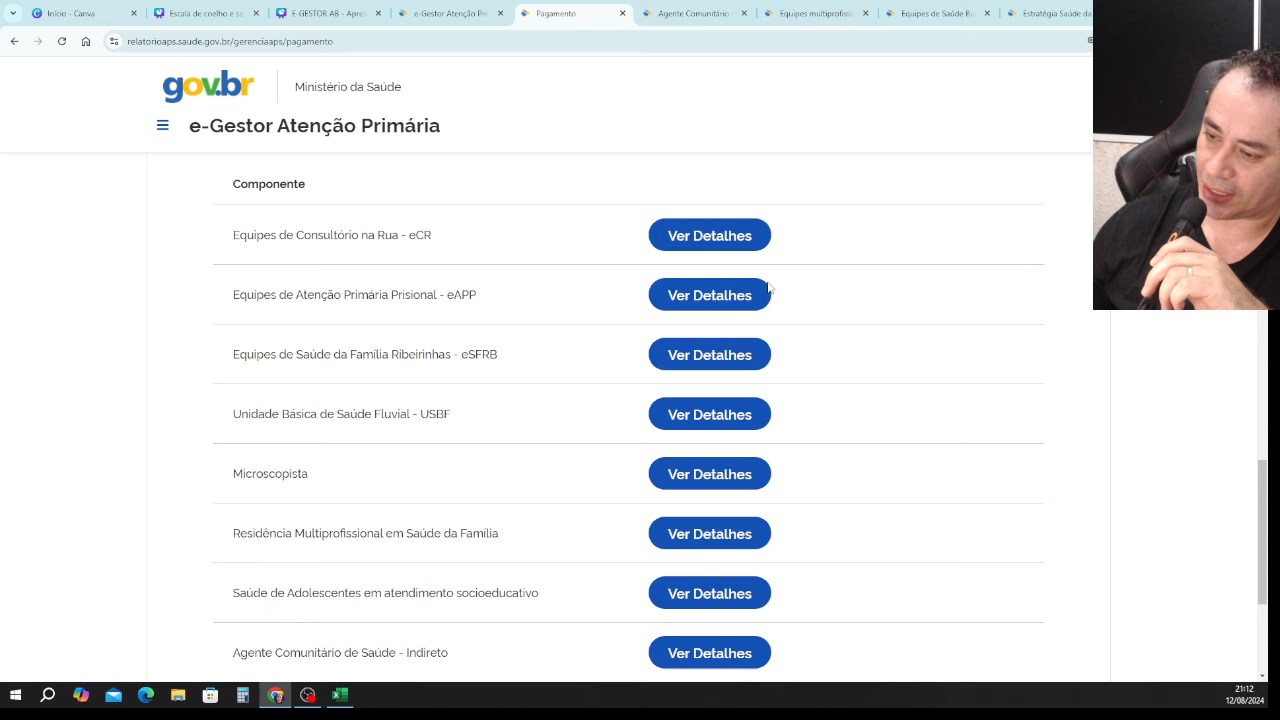 Início - Canva
Escala de coelho e sa
E-GESTOR AB - Apres
e-Gestor Atenção Pri
Pagamento
Agente Comunitário
Equipes multiprofissi
Equipes de Saúde Bu
Estratégia Saúde da
relatorioaps.saude.gov.br/gerenciaaps/pagamento
gov.br
Ministério da Saúde
e-Gestor Atenção Primária
Componente
Equipes de Consultório na Rua - eCR
Ver Detalhes
Equipes de Atenção Primária Prisional - eAPP
Ver Detalhes
Equipes de Saúde da Família Ribeirinhas - eSFRB
Ver Detalhes
Unidade Básica de Saúde Fluvial - USBF
Ver Detalhes
Microscopista
Ver Detalhes
Residência Multiprofissional em Saúde da Família
Ver Detalhes
Saúde de Adolescentes em atendimento socioeducativo
Ver Detalhes
Agente Comunitário de Saúde - Indireto
Ver Detalhes
21:12
12/08/2024